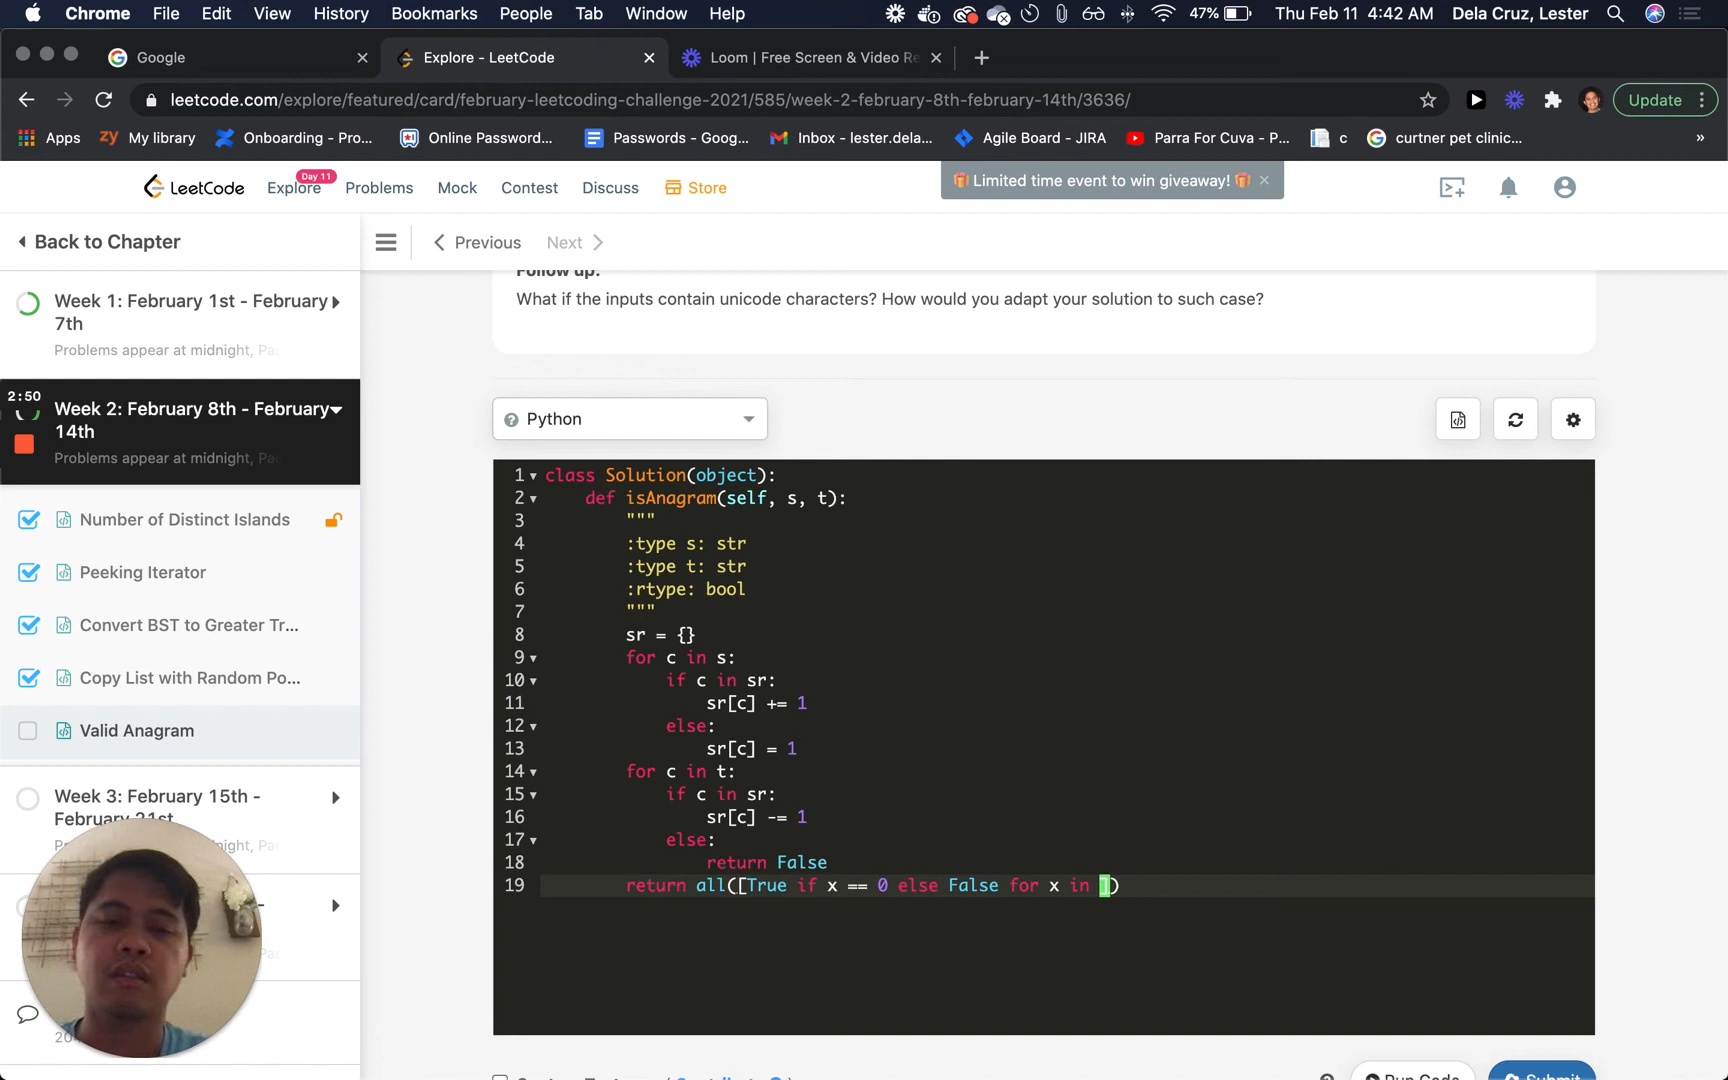 Chrome File Edit View History Bookmarks People Tab Window Help 47% Thu Feb 11 4:42 AM Dela Cruz, Lester
Google Explore - LeetCode Loom | Free Screen & Video Re
leetcode.com/explore/featured/card/february-leetcoding-challenge-2021/585/week-2-february-8th-february-14th/3636/ Update
Apps zy My library Onboarding - Pro... Online Password... Passwords - Goog... Inbox - lester.dela... Agile Board - JIRA Parra For Cuva - P... c curtner pet clinic... »
LeetCode Explore Day 11 Problems Mock Contest Discuss Store Limited time event to win giveaway!
Back to Chapter Previous Next
Week 1: February 1st - February
7th
Problems appear at midnight, Pa
2:50
Week 2: February 8th - February
14th
Problems appear at midnight, Pa
Number of Distinct Islands
Peeking Iterator
Convert BST to Greater Tr...
Copy List with Random Po...
Valid Anagram
Week 3: February 15th -
February 21st
Follow up:
What if the inputs contain unicode characters? How would you adapt your solution to such case?
Python
1 class Solution(object):
2 def isAnagram(self, s, t):
3 """
4 :type s: str
5 :type t: str
6 :rtype: bool
7 """
8 sr = {}
9 for c in s:
10 if c in sr:
11 sr[c] += 1
12 else:
13 sr[c] = 1
14 for c in t:
15 if c in sr:
16 sr[c] -= 1
17 else:
18 return False
19 return all([True if x == 0 else False for x in ])
Run Code Submit